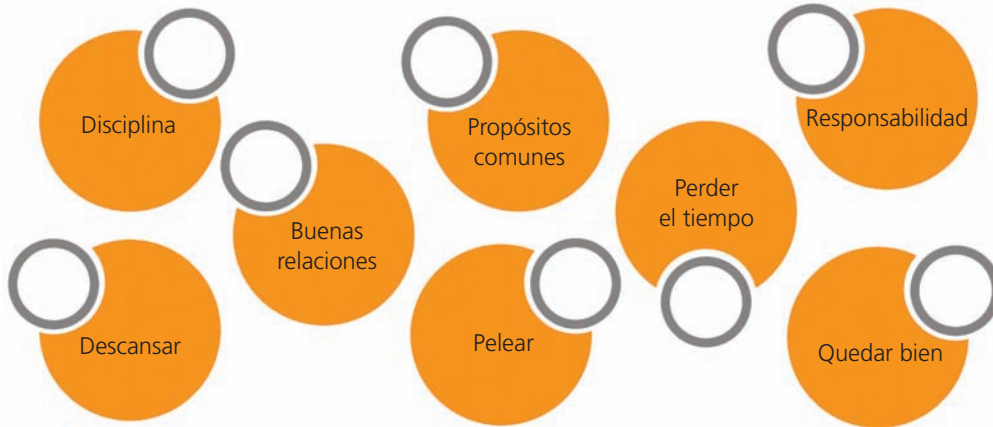 Disciplina
Propósitos
comunes
Responsabilidad
Buenas
relaciones
Perder
el tiempo
Descansar
Pelear
Quedar bien